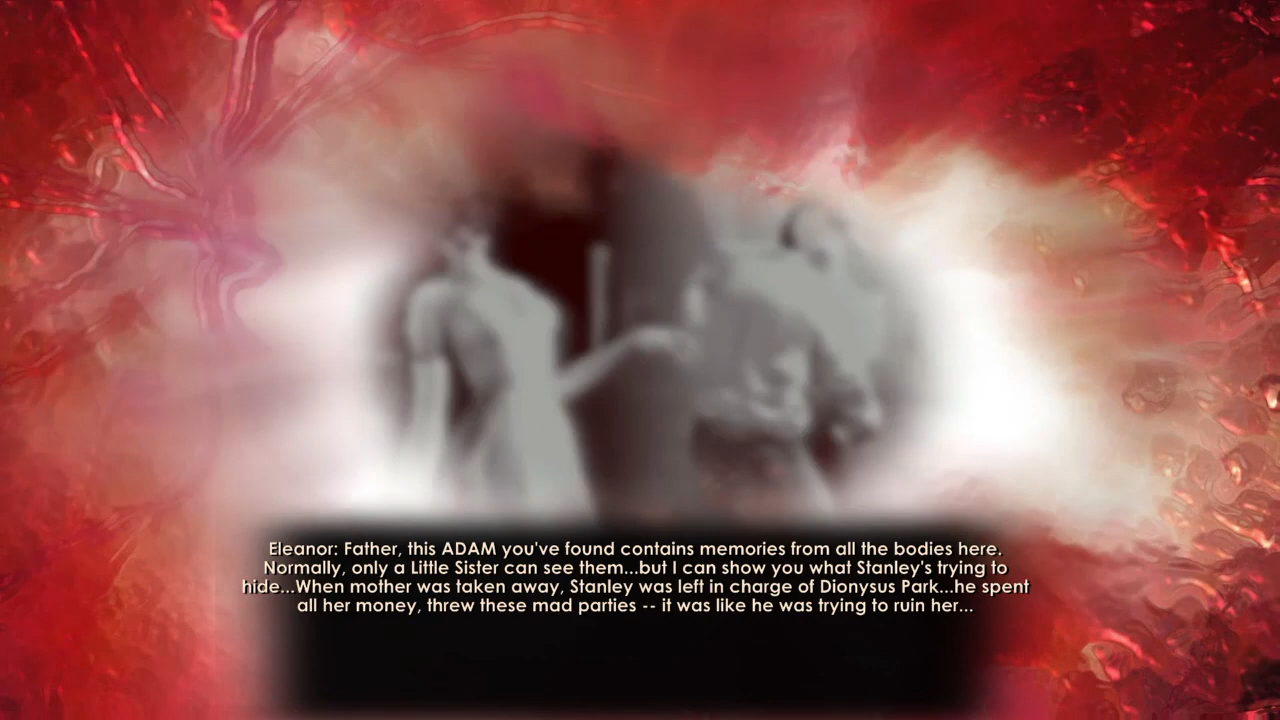 Eleanor: Father, this ADAM you've found contains memories from all the bodies here.
Normally, only a Little Sister can see them...but I can show you what Stanley's trying to
hide...When mother was taken away, Stanley was left in charge of Dionysus Park...he spent
all her money, threw these mad parties -- it was like he was trying to ruin her...